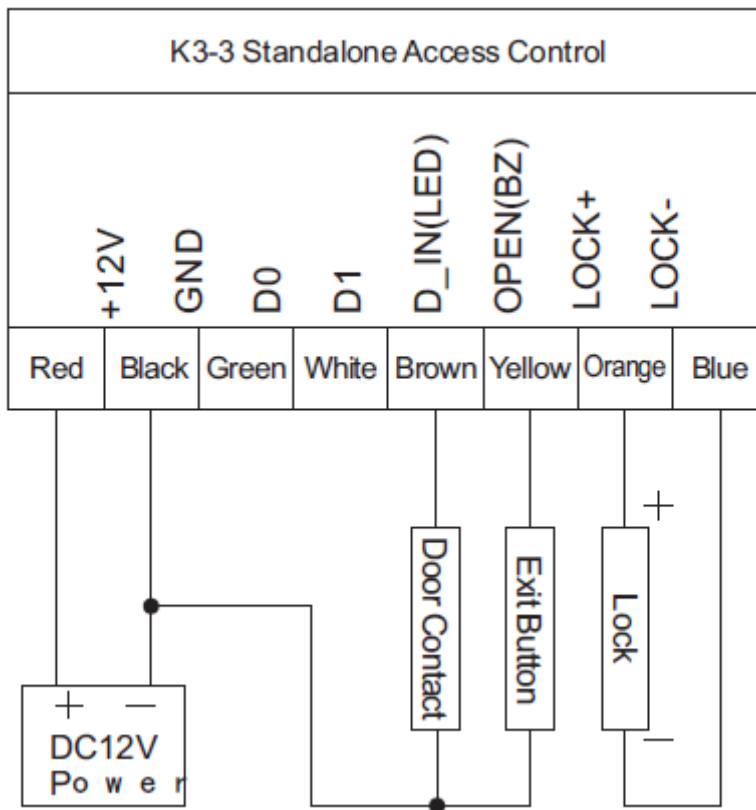 K3-3 Standalone Access Control
+12V
GND
D0
D1
D_IN(LED)
OPEN(BZ)
LOCK+
LOCK-
Red
Black
Green
White
Brown
Yellow
Orange
Blue
+
Door Contact
Exit Button
Lock
+ —
—
DC12V
Power